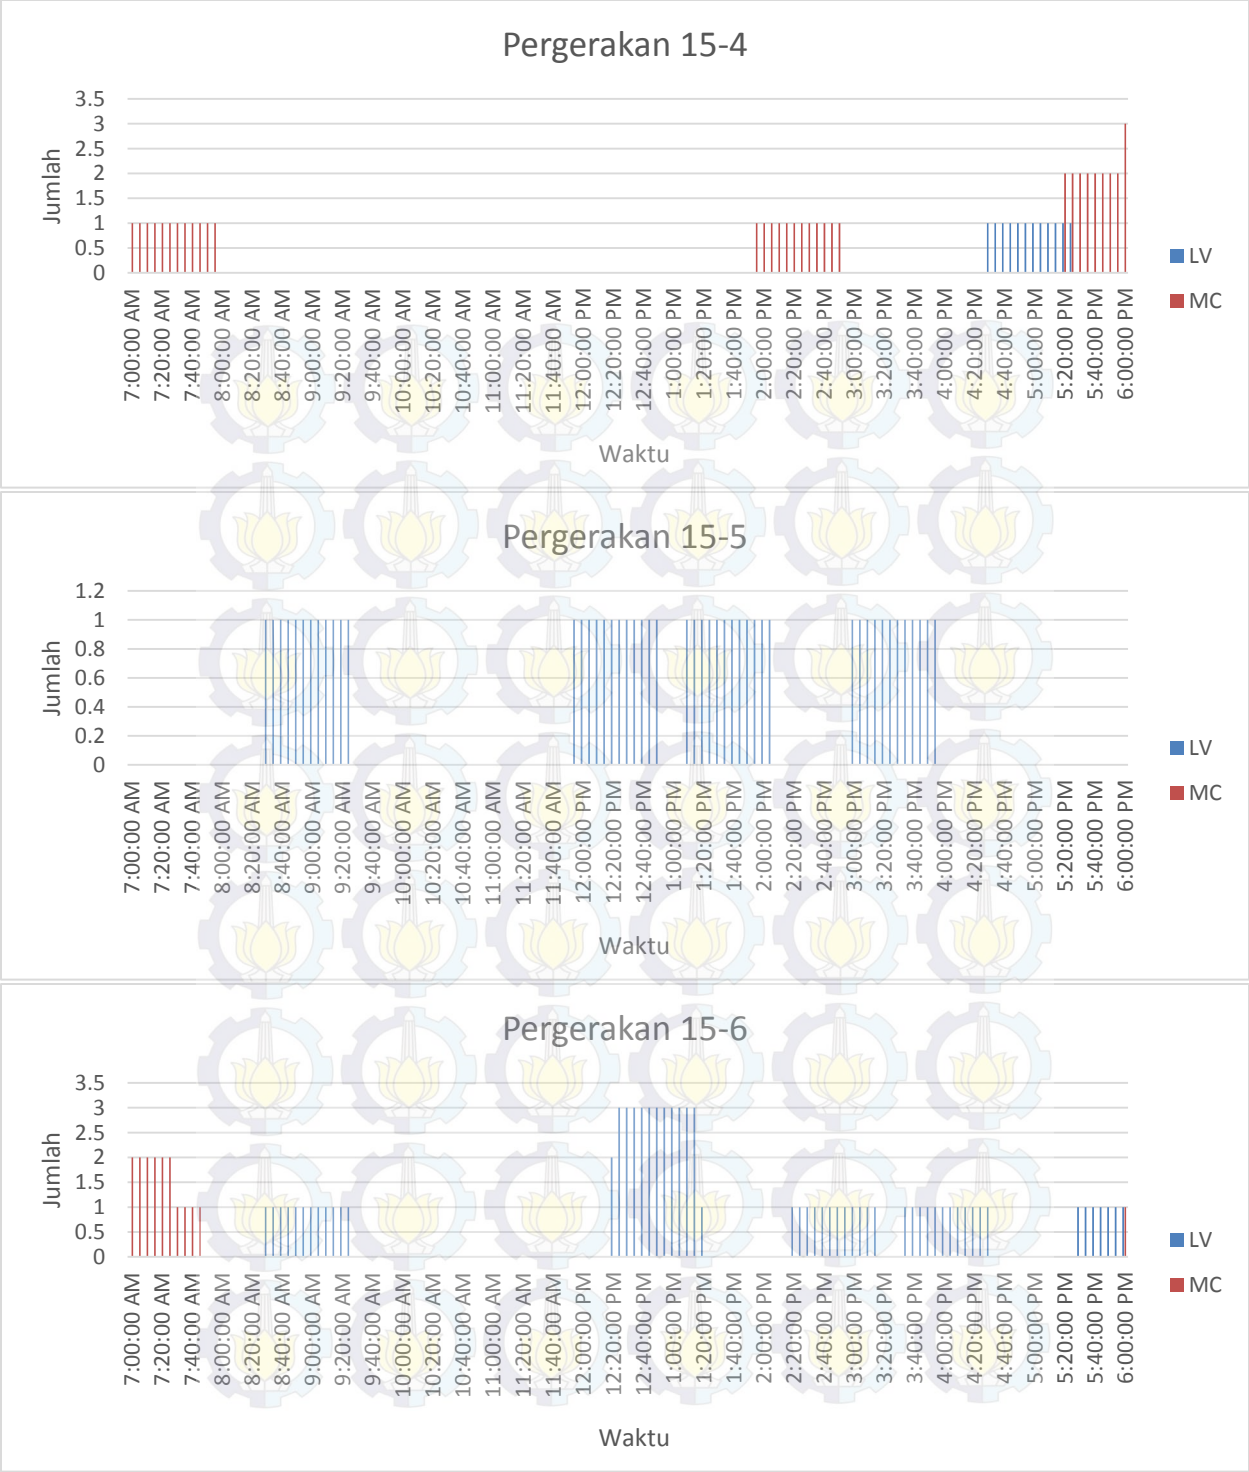 Pergerakan 15-4
3.5
3
2.5
2
1.5
1
0.5
0
Jumlah
LV
MC
7:00:00 AM
7:20:00 AM
7:40:00 AM
8:00:00 AM
8:20:00 AM
8:40:00 AM
9:00:00 AM
9:20:00 AM
9:40:00 AM
10:00:00 AM
10:20:00 AM
10:40:00 AM
11:00:00 AM
11:20:00 AM
11:40:00 AM
12:00:00 PM
12:20:00 PM
12:40:00 PM
1:00:00 PM
1:20:00 PM
1:40:00 PM
2:00:00 PM
2:20:00 PM
2:40:00 PM
3:00:00 PM
3:20:00 PM
3:40:00 PM
4:00:00 PM
4:20:00 PM
4:40:00 PM
5:00:00 PM
5:20:00 PM
5:40:00 PM
6:00:00 PM
Waktu
Pergerakan 15-5
1.2
1
0.8
0.6
0.4
0.2
0
Jumlah
LV
MC
7:00:00 AM
7:20:00 AM
7:40:00 AM
8:00:00 AM
8:20:00 AM
8:40:00 AM
9:00:00 AM
9:20:00 AM
9:40:00 AM
10:00:00 AM
10:20:00 AM
10:40:00 AM
11:00:00 AM
11:20:00 AM
11:40:00 AM
12:00:00 PM
12:20:00 PM
12:40:00 PM
1:00:00 PM
1:20:00 PM
1:40:00 PM
2:00:00 PM
2:20:00 PM
2:40:00 PM
3:00:00 PM
3:20:00 PM
3:40:00 PM
4:00:00 PM
4:20:00 PM
4:40:00 PM
5:00:00 PM
5:20:00 PM
5:40:00 PM
6:00:00 PM
Waktu
Pergerakan 15-6
3.5
3
2.5
2
1.5
1
0.5
0
Jumlah
LV
MC
7:00:00 AM
7:20:00 AM
7:40:00 AM
8:00:00 AM
8:20:00 AM
8:40:00 AM
9:00:00 AM
9:20:00 AM
9:40:00 AM
10:00:00 AM
10:20:00 AM
10:40:00 AM
11:00:00 AM
11:20:00 AM
11:40:00 AM
12:00:00 PM
12:20:00 PM
12:40:00 PM
1:00:00 PM
1:20:00 PM
1:40:00 PM
2:00:00 PM
2:20:00 PM
2:40:00 PM
3:00:00 PM
3:20:00 PM
3:40:00 PM
4:00:00 PM
4:20:00 PM
4:40:00 PM
5:00:00 PM
5:20:00 PM
5:40:00 PM
6:00:00 PM
Waktu